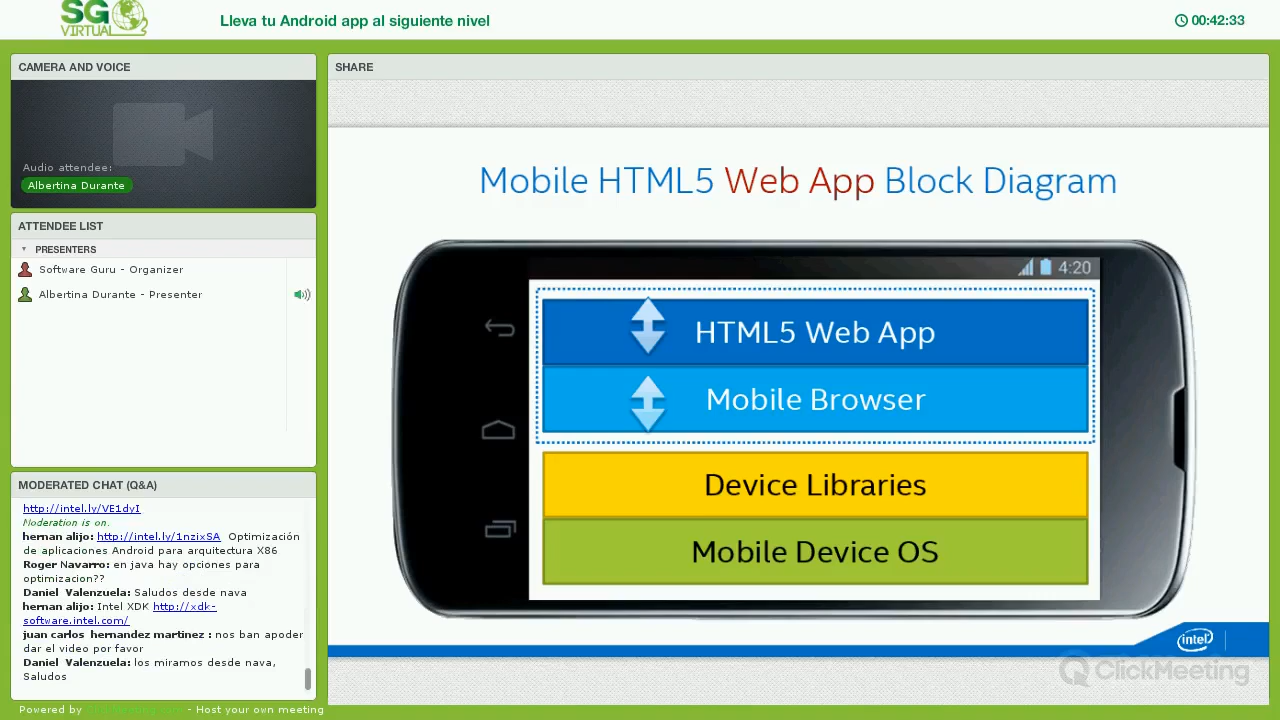 SG
VIRTUAL
Lleva tu Android app al siguiente nivel
00:42:33
CAMERA AND VOICE
Audio attendee:
Albertina Durante
ATTENDEE LIST
PRESENTERS
Software Guru - Organizer
Albertina Durante - Presenter
MODERATED CHAT (Q&A)
http://intel.ly/VE1dyI
Moderation is on.
hernan alijo: http://intel.ly/1nzixSA Optimización
de aplicaciones Android para arquitectura X86
Roger Navarro: en java hay opciones para
optimizacion??
Daniel Valenzuela: Saludos desde nava
hernan alijo: Intel XDK http://xdk-
software.intel.com/
juan carlos hernandez martinez : nos ban apoder
dar el video por favor
Daniel Valenzuela: los miramos desde nava,
Saludos
Powered by
- Host your own meeting
SHARE
Mobile HTML5 Web App Block Diagram
4:20
HTML5 Web App
Mobile Browser
Device Libraries
Mobile Device OS
intel
ClickMeeting